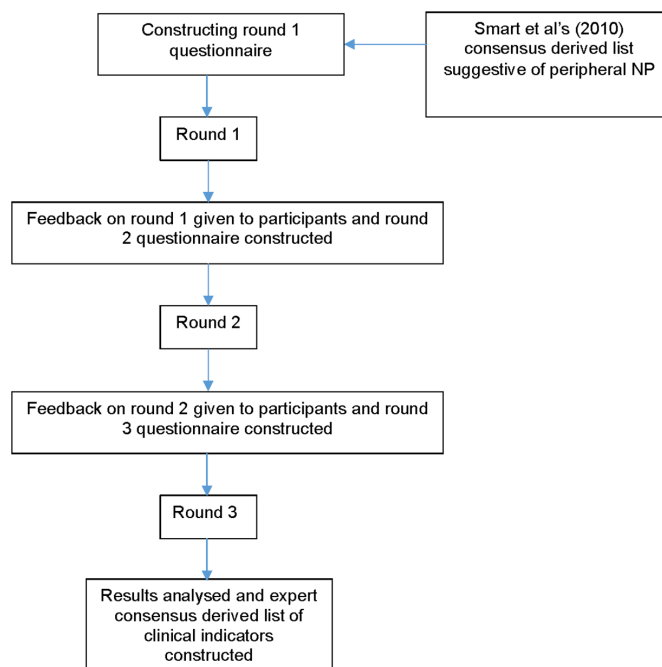 Constructing round 1
questionnaire
Smart et al's (2010)
consensus derived list
suggestive of peripheral NP
Round 1
Feedback on round 1 given to participants and round
2 questionnaire constructed
Round 2
Feedback on round 2 given to participants and round
3 questionnaire constructed
Round 3
Results analysed and expert
consensus derived list of
clinical indicators
constructed